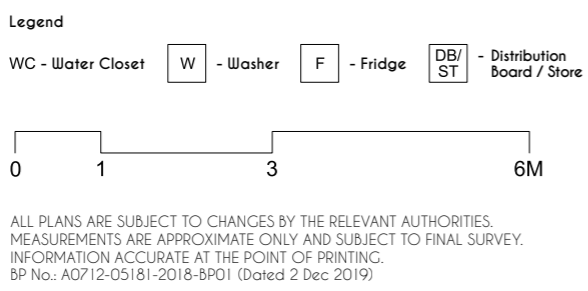 Legend
WC - Water Closet W - Washer F - Fridge DB/ST - Distribution Board / Store
0 1 3 6M
ALL PLANS ARE SUBJECT TO CHANGES BY THE RELEVANT AUTHORITIES.
MEASUREMENTS ARE APPROXIMATE ONLY AND SUBJECT TO FINAL SURVEY.
INFORMATION ACCURATE AT THE POINT OF PRINTING.
BP No.: A0712-05181-2018-BP01 (Dated 2 Dec 2019)